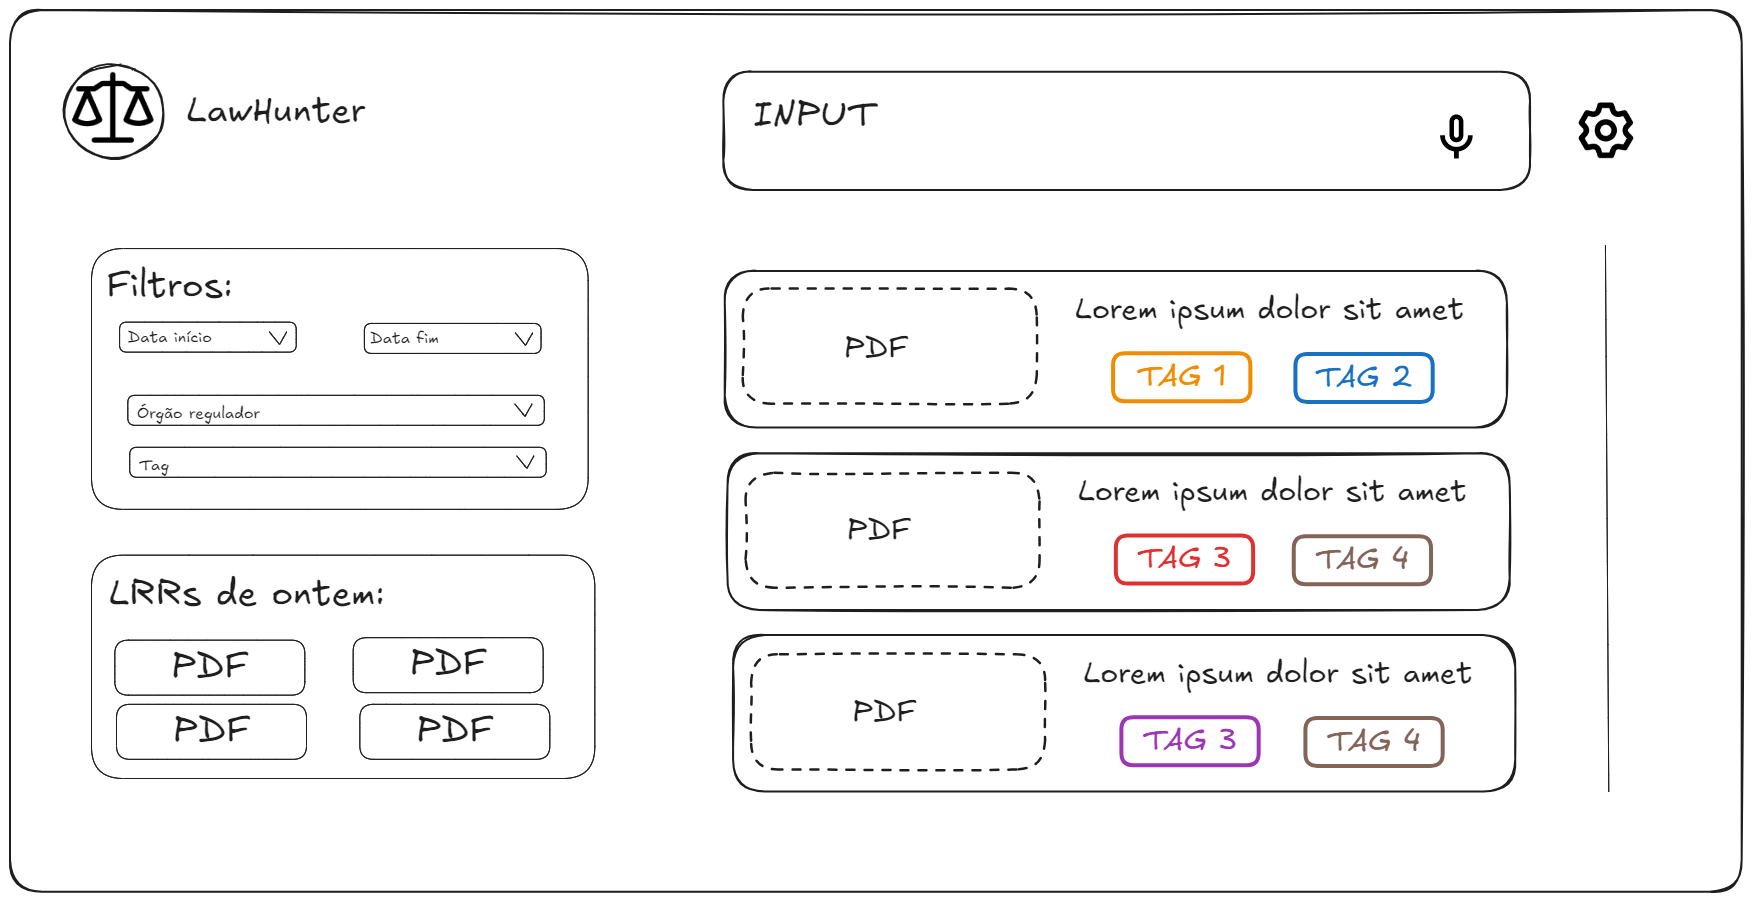 LawHunter
INPUT
Filtros:
Data início
Data fim
Órgão regulador
Tag
LRRs de ontem:
PDF
PDF
PDF
PDF
PDF
Lorem ipsum dolor sit amet
TAG 1
TAG 2
PDF
Lorem ipsum dolor sit amet
TAG 3
TAG 4
PDF
Lorem ipsum dolor sit amet
TAG 3
TAG 4